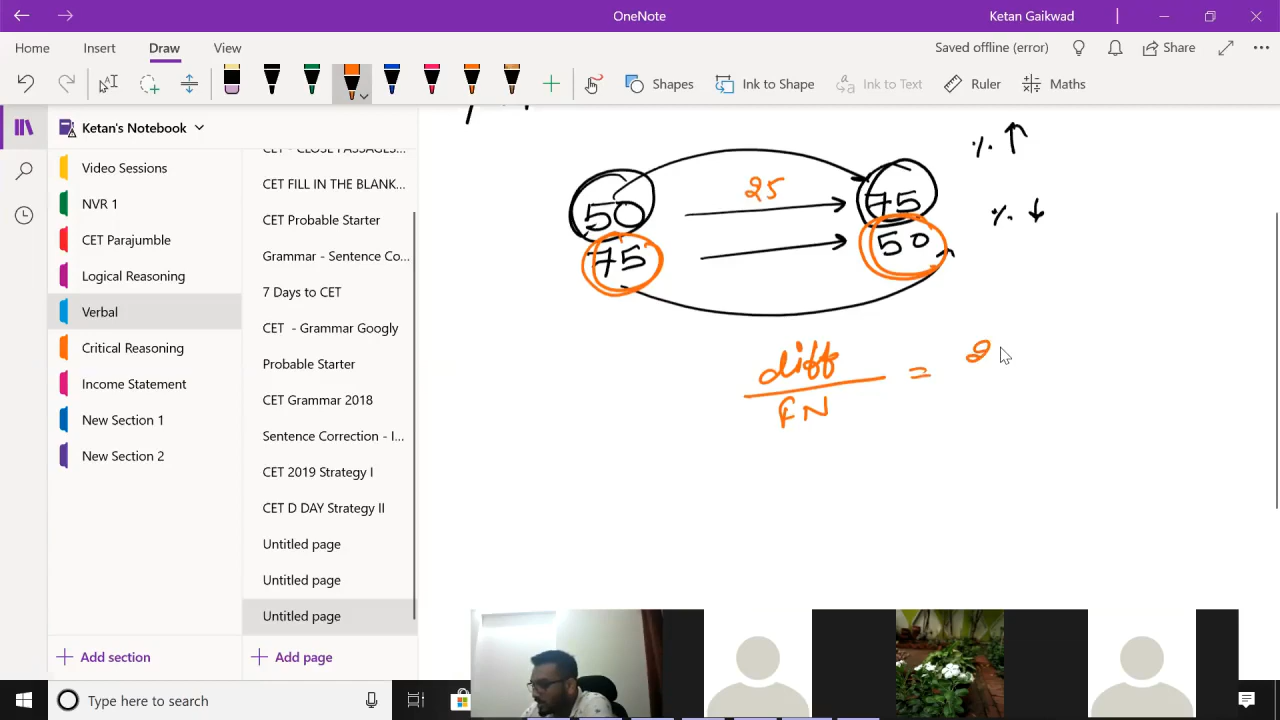 OneNote
Ketan Gaikwad
Home
Insert
Draw
View
Saved offline (error)
Share
Shapes
Ink to Shape
Ink to Text
Ruler
Maths
Ketan's Notebook
Video Sessions
NVR 1
CET Parajumble
Logical Reasoning
Verbal
Critical Reasoning
Income Statement
New Section 1
New Section 2
Add section
CET - CLOSE PASSAGES...
CET FILL IN THE BLANK...
CET Probable Starter
Grammar - Sentence Co...
7 Days to CET
CET - Grammar Googly
Probable Starter
CET Grammar 2018
Sentence Correction - I...
CET 2019 Strategy I
CET D DAY Strategy II
Untitled page
Untitled page
Untitled page
Add page
% ↑
50 25 → 75
% ↓
75 → 50
diff
FN
=
Type here to search